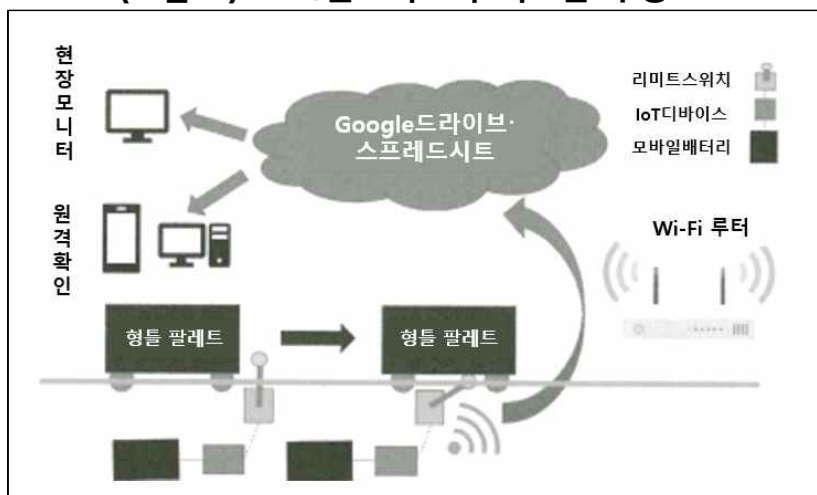 현장모니터
Google드라이브·
스프레드시트
리미트스위치
IoT디바이스
모바일배터리
원격확인
Wi-Fi 루터
형틀 팔레트
형틀 팔레트